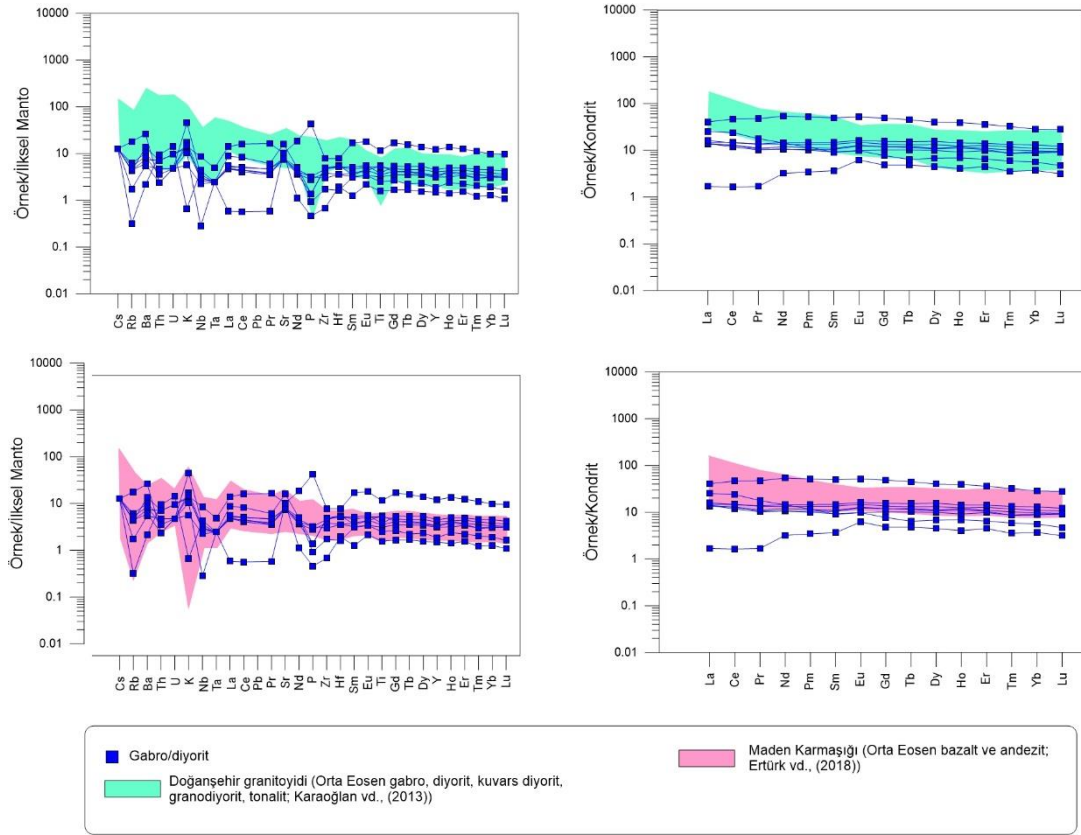 10000
1000
100
10
1
0.1
0.01
Örnek/İlksel Manto
Cs Rb Ba Th U K Nb Ta La Ce Pb Pr Sr Nd P Zr Hf Sm Eu Ti Gd Tb Dy Y Ho Er Tm Yb Lu
10000
1000
100
10
1
0.1
0.01
Örnek/Kondrit
La Ce Pr Nd Pm Sm Eu Gd Tb Dy Ho Er Tm Yb Lu
10000
1000
100
10
1
0.1
0.01
Örnek/İlksel Manto
Cs Rb Ba Th U K Nb Ta La Ce Pb Pr Sr Nd P Zr Hf Sm Eu Ti Gd Tb Dy Y Ho Er Tm Yb Lu
10000
1000
100
10
1
0.1
0.01
Örnek/Kondrit
La Ce Pr Nd Pm Sm Eu Gd Tb Dy Ho Er Tm Yb Lu
Gabro/diyorit
Doğanşehir granitoyidi (Orta Eosen gabro, diyorit, kuvars diyorit,
granodiyorit, tonalit; Karaoğlan vd., (2013))
Maden Karmaşığı (Orta Eosen bazalt ve andezit;
Ertürk vd., (2018))